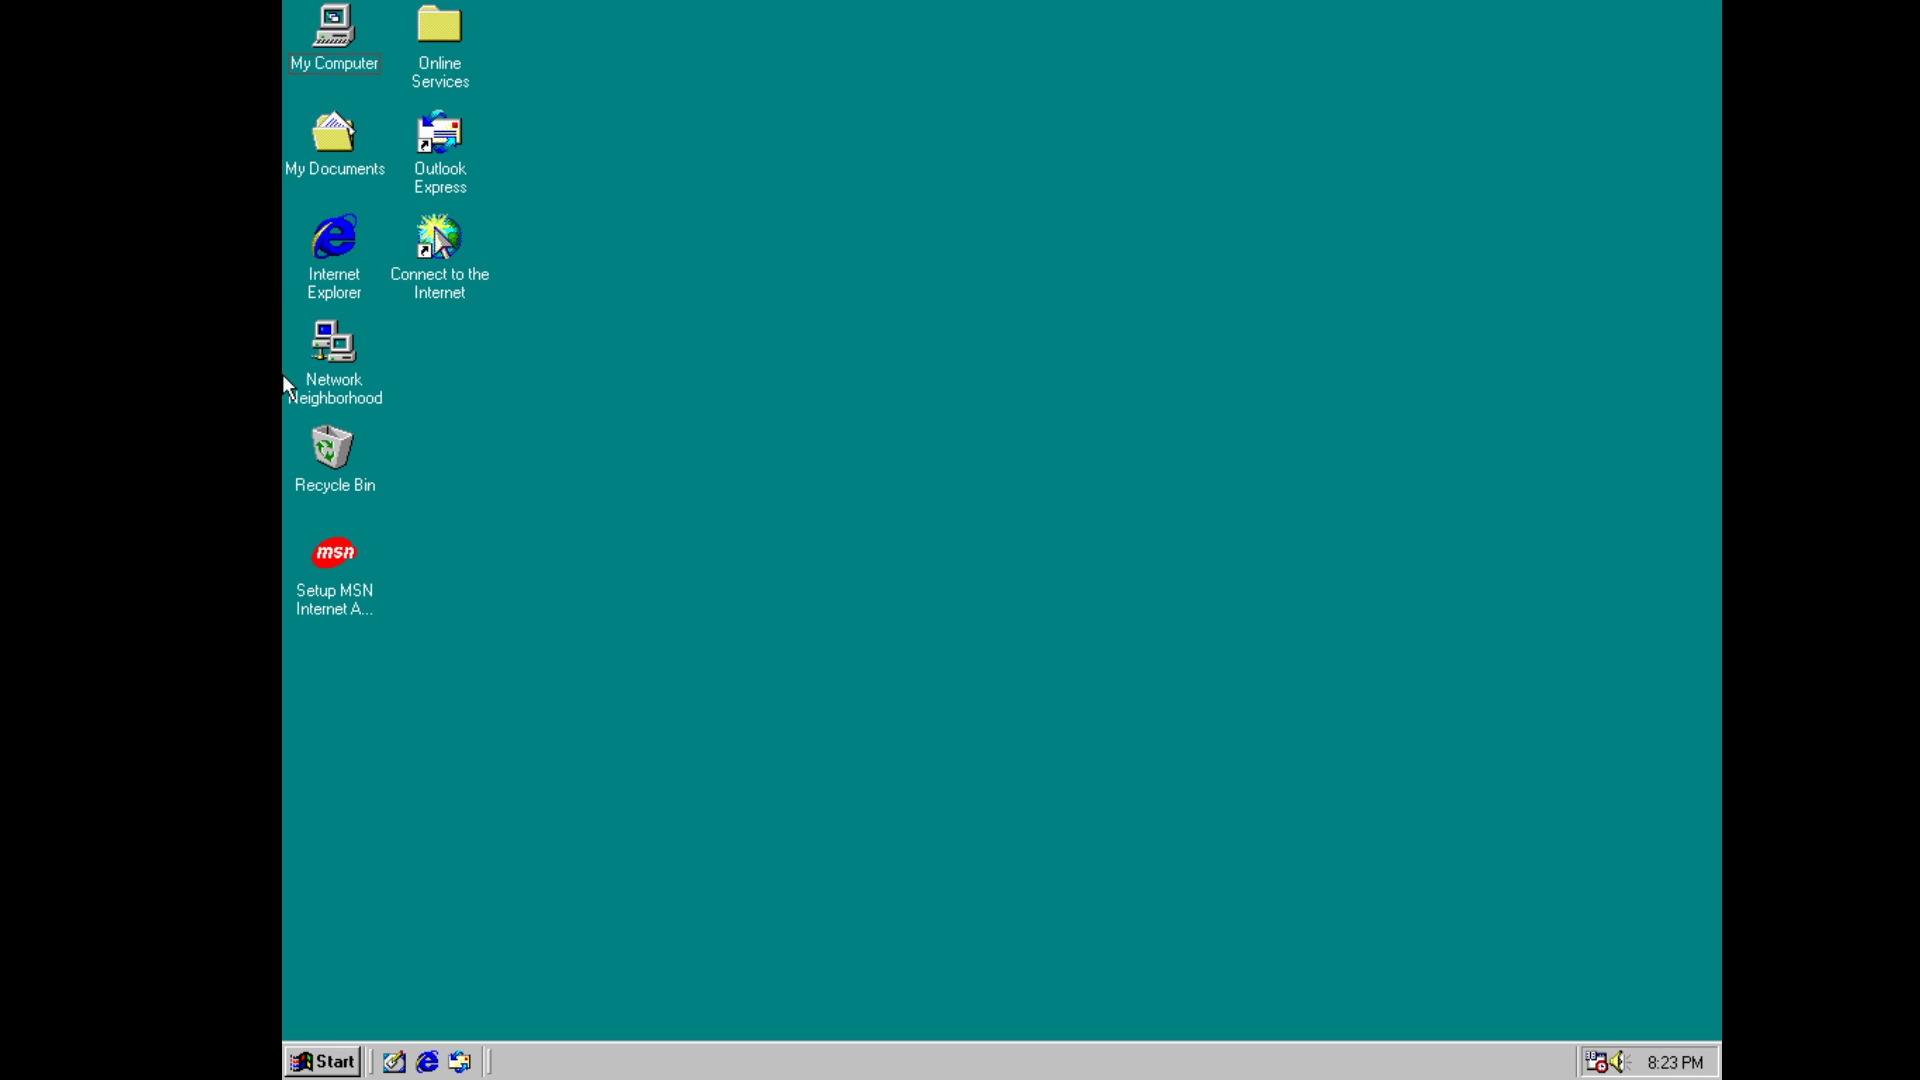 My Computer
Online
Services
My Documents
Outlook
Express
Internet
Explorer
Connect to the
Internet
Network
Neighborhood
Recycle Bin
msn
Setup MSN
Internet A...
Start
8:23 PM